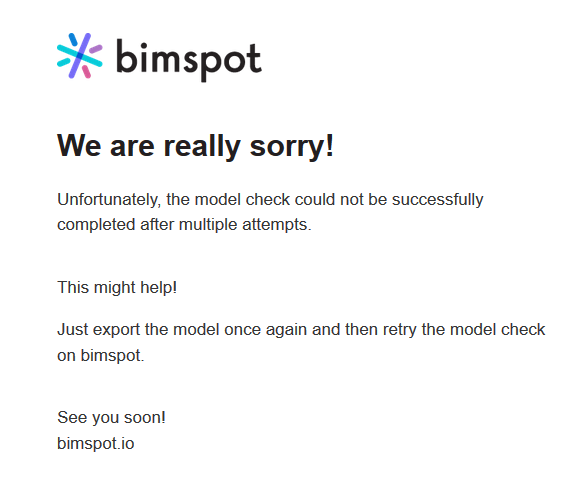 bimspot
We are really sorry!
Unfortunately, the model check could not be successfully
completed after multiple attempts.
This might help!
Just export the model once again and then retry the model check
on bimspot.
See you soon!
bimspot.io